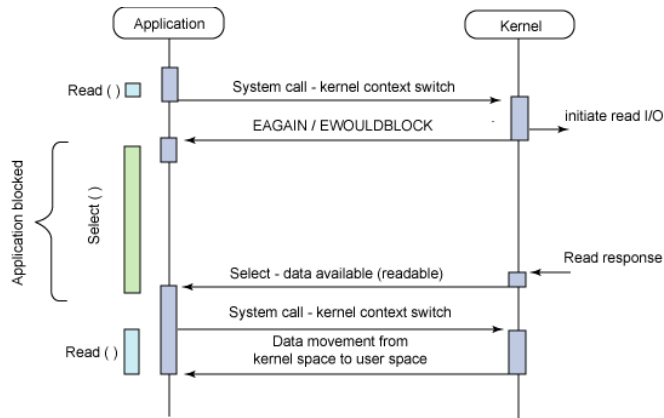 Application
Kernel
Read ( )
System call - kernel context switch
initiate read I/O
EAGAIN / EWOULDBLOCK
Application blocked
Select ( )
Read response
Select - data available (readable)
System call - kernel context switch
Read ( )
Data movement from
kernel space to user space